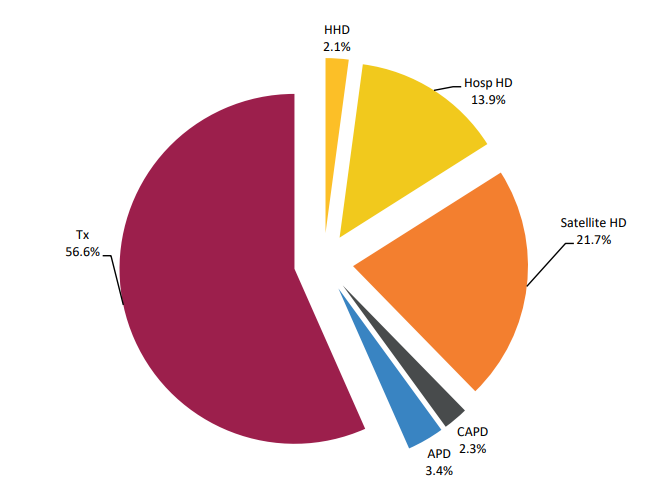 HHD
2.1%
Hosp HD
13.9%
Satellite HD
21.7%
CAPD
2.3%
APD
3.4%
Tx
56.6%